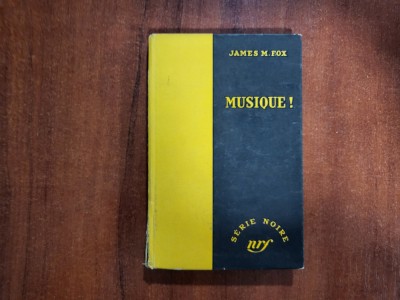 JAMES M. FOX
MUSIQUE !
SÉRIE NOIRE
nrf